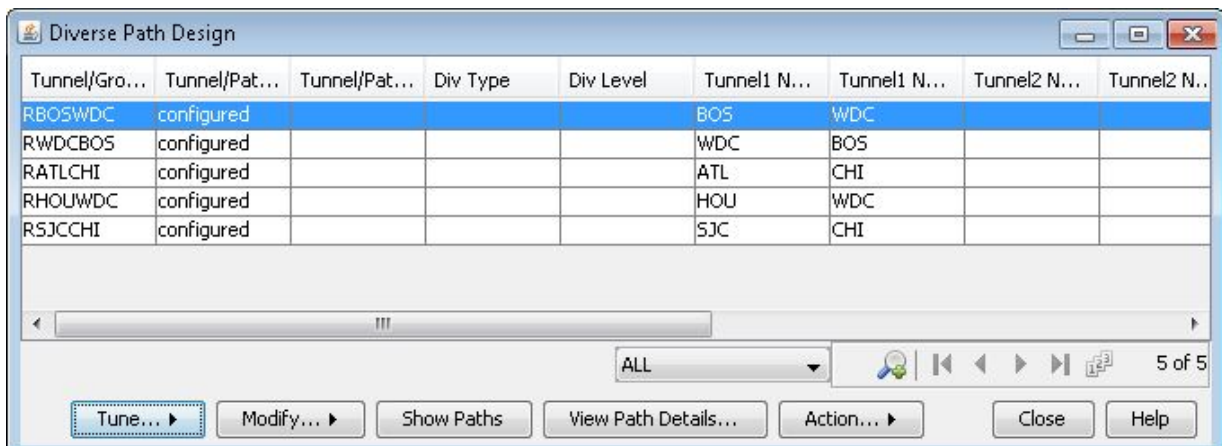 Diverse Path Design
Tunnel/Gro... Tunnel/Pat... Tunnel/Pat... Div Type Div Level Tunnel1 N... Tunnel1 N... Tunnel2 N... Tunnel2 N..
RBOSWDC configured BOS WDC
RWDCBOS configured WDC BOS
RATLCHI configured ATL CHI
RHOUWDC configured HOU WDC
RSJCCHI configured SJC CHI
ALL 123 5 of 5
Tune... Modify... Show Paths View Path Details... Action... Close Help